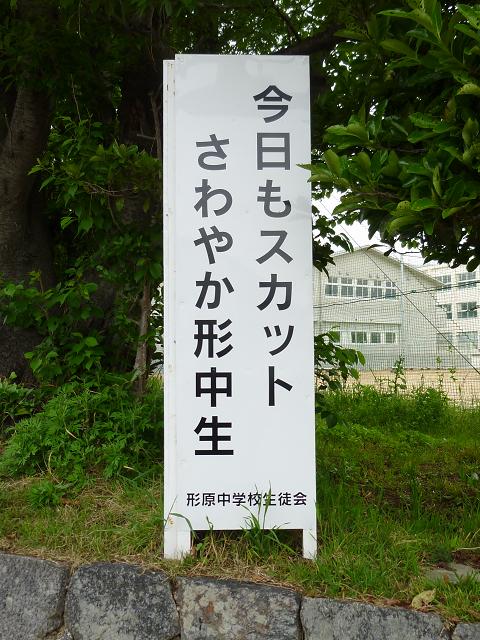 今日もスカット
さわやか形中生
形原中学校生徒会